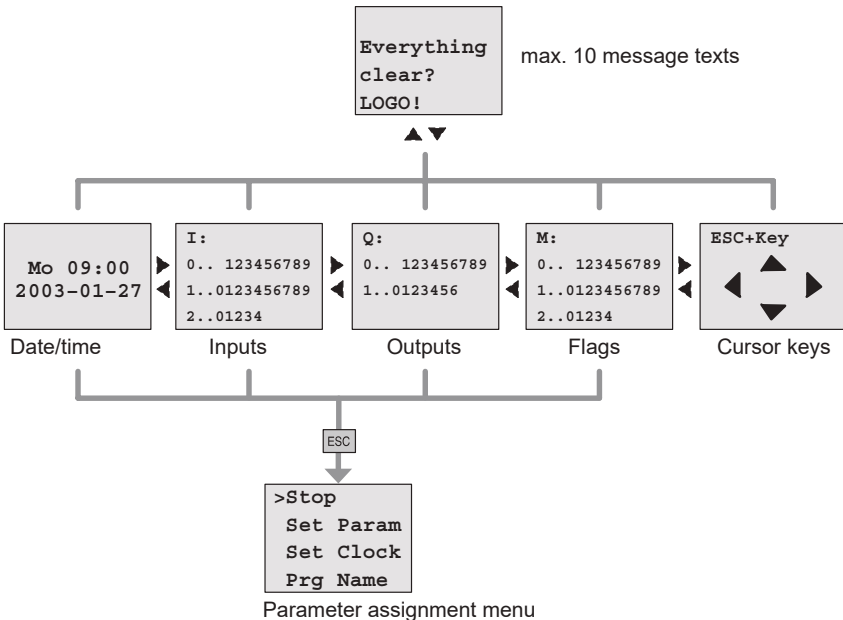 Everything
clear?
LOGO!
max. 10 message texts
Mo 09:00
2003-01-27
Date/time
I:
0.. 123456789
1..0123456789
2..01234
Inputs
Q:
0.. 123456789
1..0123456
Outputs
M:
0.. 123456789
1..0123456789
2..01234
Flags
ESC+Key
Cursor keys
ESC
>Stop
Set Param
Set Clock
Prg Name
Parameter assignment menu